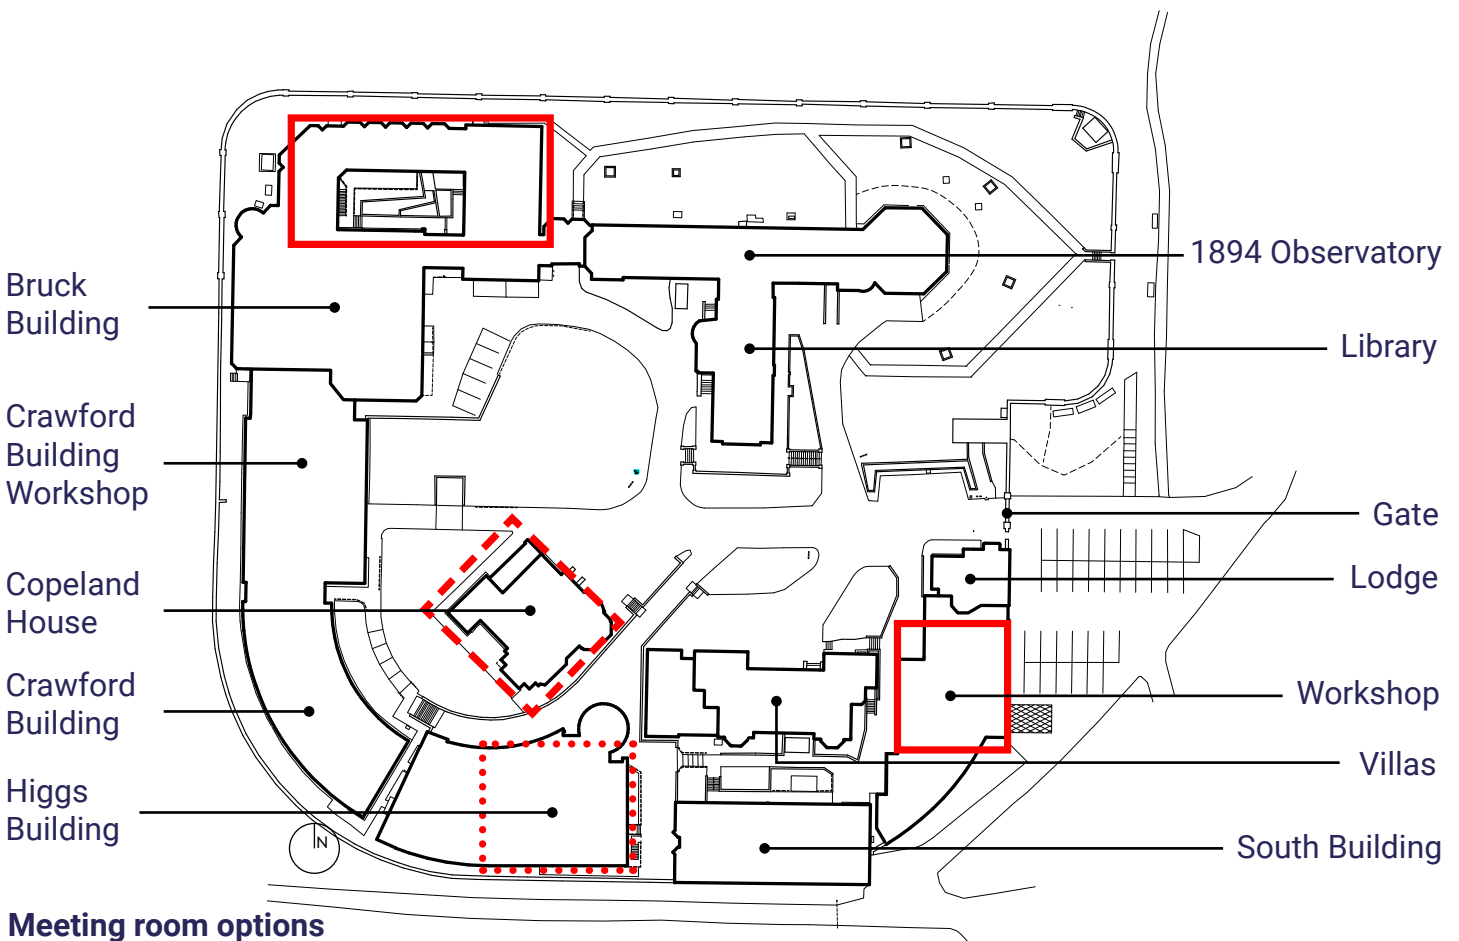 Bruck
Building
Crawford
Building
Workshop
Copeland
House
Crawford
Building
Higgs
Building
1894 Observatory
Library
Gate
Lodge
Workshop
Villas
South Building
N
Meeting room options